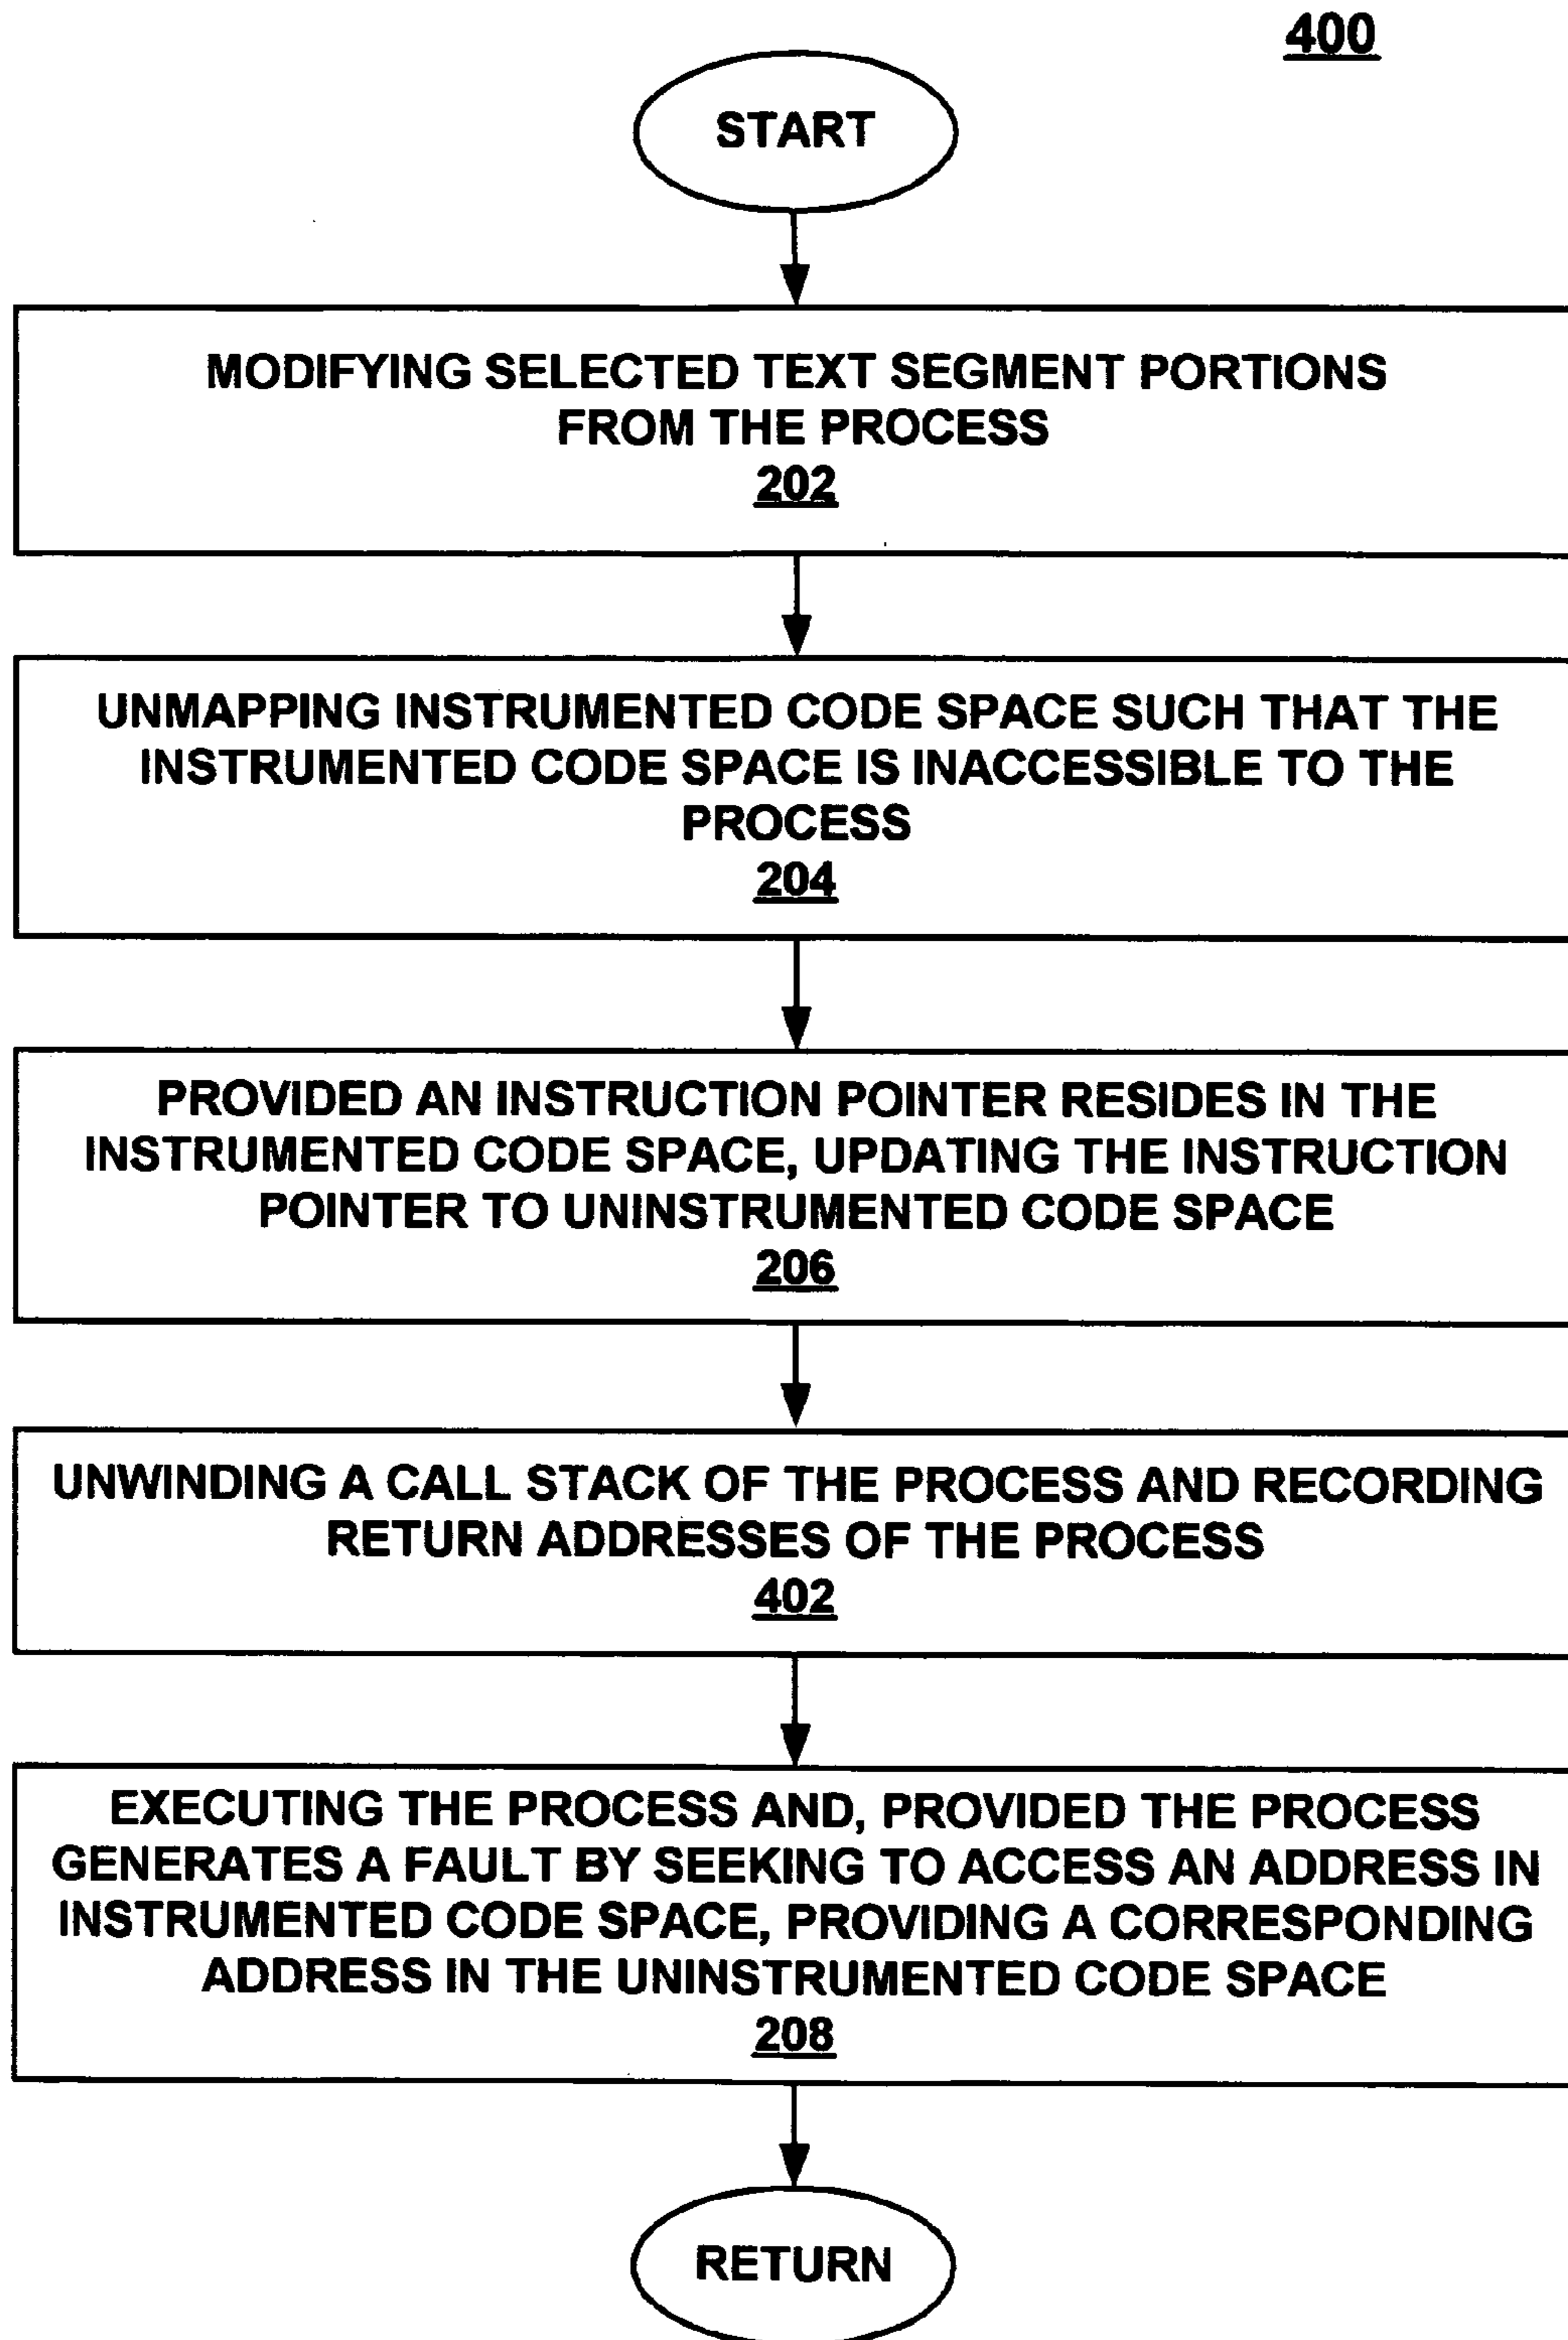 400
START
MODIFYING SELECTED TEXT SEGMENT PORTIONS
FROM THE PROCESS
202
UNMAPPING INSTRUMENTED CODE SPACE SUCH THAT THE
INSTRUMENTED CODE SPACE IS INACCESSIBLE TO THE
PROCESS
204
PROVIDED AN INSTRUCTION POINTER RESIDES IN THE
INSTRUMENTED CODE SPACE, UPDATING THE INSTRUCTION
POINTER TO UNINSTRUMENTED CODE SPACE
206
UNWINDING A CALL STACK OF THE PROCESS AND RECORDING
RETURN ADDRESSES OF THE PROCESS
402
EXECUTING THE PROCESS AND, PROVIDED THE PROCESS
GENERATES A FAULT BY SEEKING TO ACCESS AN ADDRESS IN
INSTRUMENTED CODE SPACE, PROVIDING A CORRESPONDING
ADDRESS IN THE UNINSTRUMENTED CODE SPACE
208
RETURN